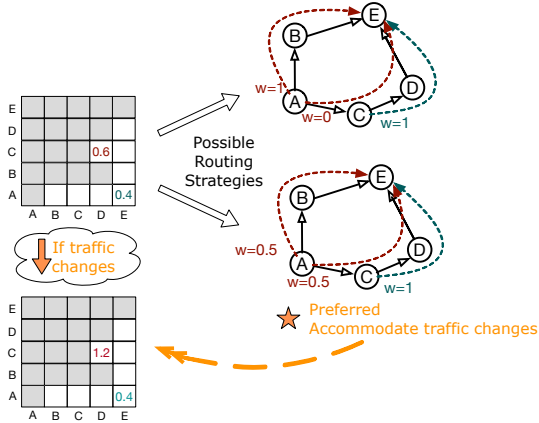 E
B
D
A
C
w=1
w=0
w=1
Possible
Routing
Strategies
E
D
C
B
A
0.6
0.4
A B C D E
E
B
D
A
C
w=0.5
w=0.5
w=1
If traffic
changes
Preferred
Accommodate traffic changes
E
D
C
B
A
1.2
0.4
A B C D E